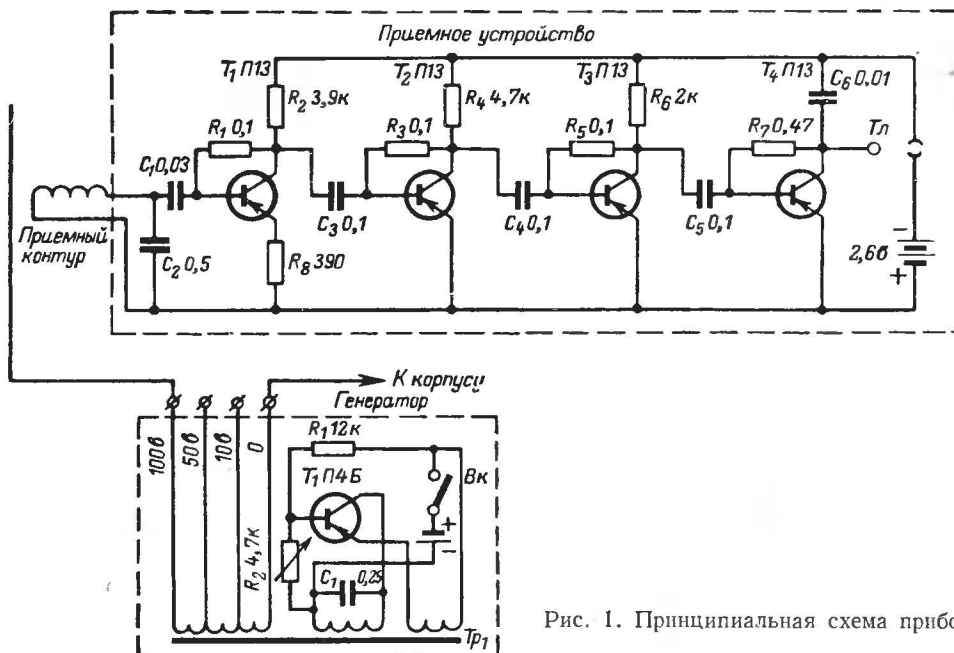 Приемное устройство
T₁ П13
T₂ П13
T₃ П13
T₄ П13
C₆ 0,01
R₂ 3,9к
R₄ 4,7к
R₆ 2к
R₁ 0,1
R₃ 0,1
R₅ 0,1
R₇ 0,47
Тл
C₁ 0,03
C₃ 0,1
C₄ 0,1
C₅ 0,1
Приемный
контур
C₂ 0,5
R₈ 390
2,6в
−
+
К корпусу
Генератор
100в
50в
10в
0
R₁ 12к
T₁ П4Б
Вк
+
−
R₂ 4,7к
C₁ 0,25
Тр₁
Рис. 1. Принципиальная схема прибо